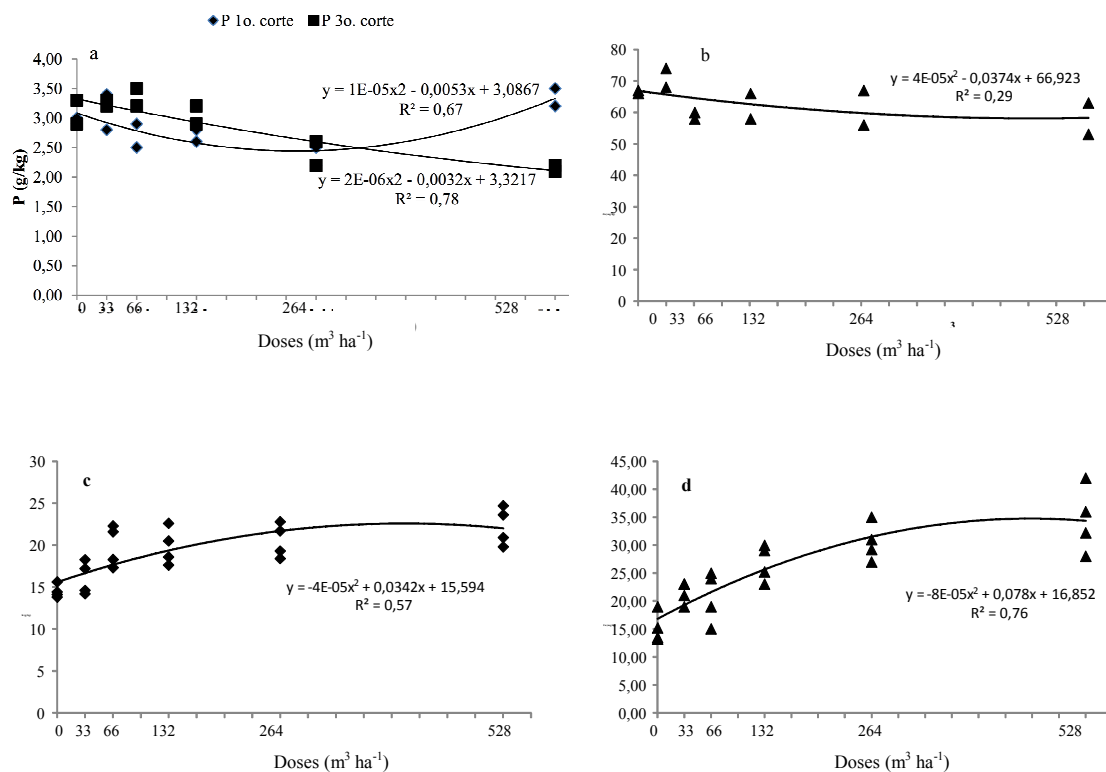 P 1o. corte P 3o. corte
a
4,00
3,50
3,00
2,50
2,00
1,50
1,00
0,50
0,00
P (g/kg)
y = 1E-05x2 - 0,0053x + 3,0867
R² = 0,67
y = 2E-06x2 - 0,0032x + 3,3217
R² = 0,78
0 33 66 132 264 528
Doses (m³ ha⁻¹)
b
80
70
60
50
40
30
20
10
0
y = 4E-05x² - 0,0374x + 66,923
R² = 0,29
0 33 66 132 264 528
Doses (m³ ha⁻¹)
c
30
25
20
15
10
5
0
y = -4E-05x² + 0,0342x + 15,594
R² = 0,57
0 33 66 132 264 528
Doses (m³ ha⁻¹)
d
45,00
40,00
35,00
30,00
25,00
20,00
15,00
10,00
5,00
0,00
y = -8E-05x² + 0,078x + 16,852
R² = 0,76
0 33 66 132 264 528
Doses (m³ ha⁻¹)